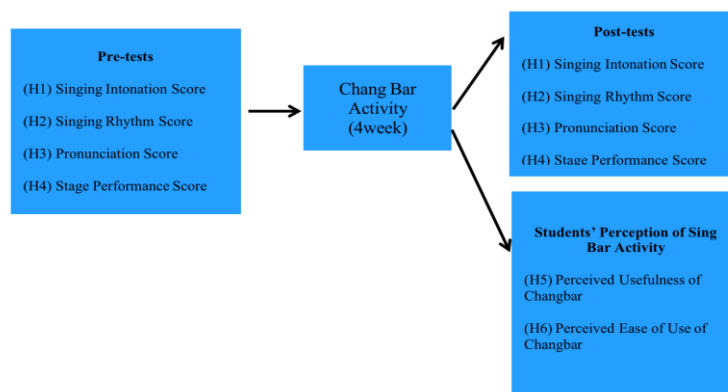 Pre-tests
(H1) Singing Intonation Score
(H2) Singing Rhythm Score
(H3) Pronunciation Score
(H4) Stage Performance Score
Chang Bar
Activity
(4week)
Post-tests
(H1) Singing Intonation Score
(H2) Singing Rhythm Score
(H3) Pronunciation Score
(H4) Stage Performance Score
Students’ Perception of Sing
Bar Activity
(H5) Perceived Usefulness of
Changbar
(H6) Perceived Ease of Use of
Changbar